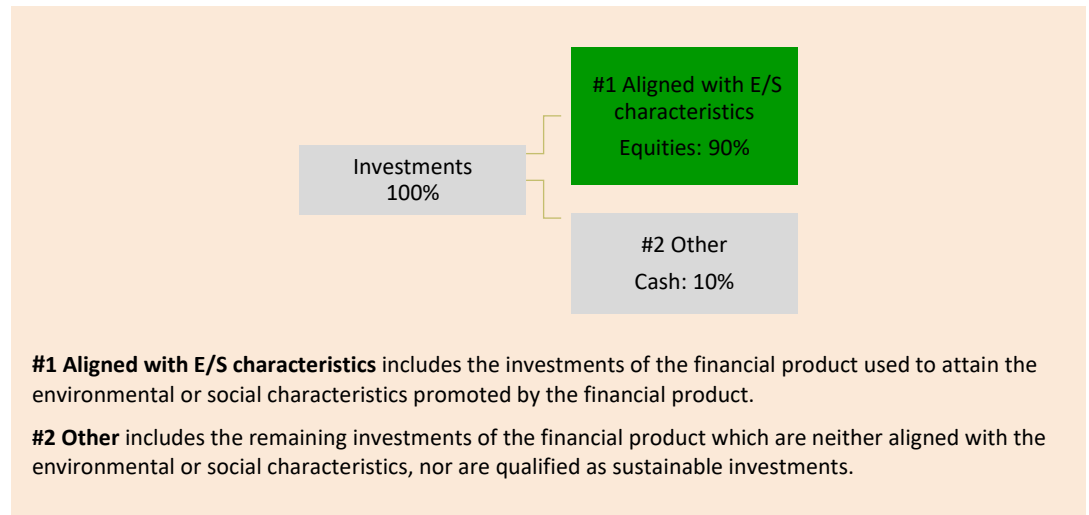 #1 Aligned with E/S
characteristics
Equities: 90%
Investments
100%
#2 Other
Cash: 10%
#1 Aligned with E/S characteristics includes the investments of the financial product used to attain the
environmental or social characteristics promoted by the financial product.
#2 Other includes the remaining investments of the financial product which are neither aligned with the
environmental or social characteristics, nor are qualified as sustainable investments.